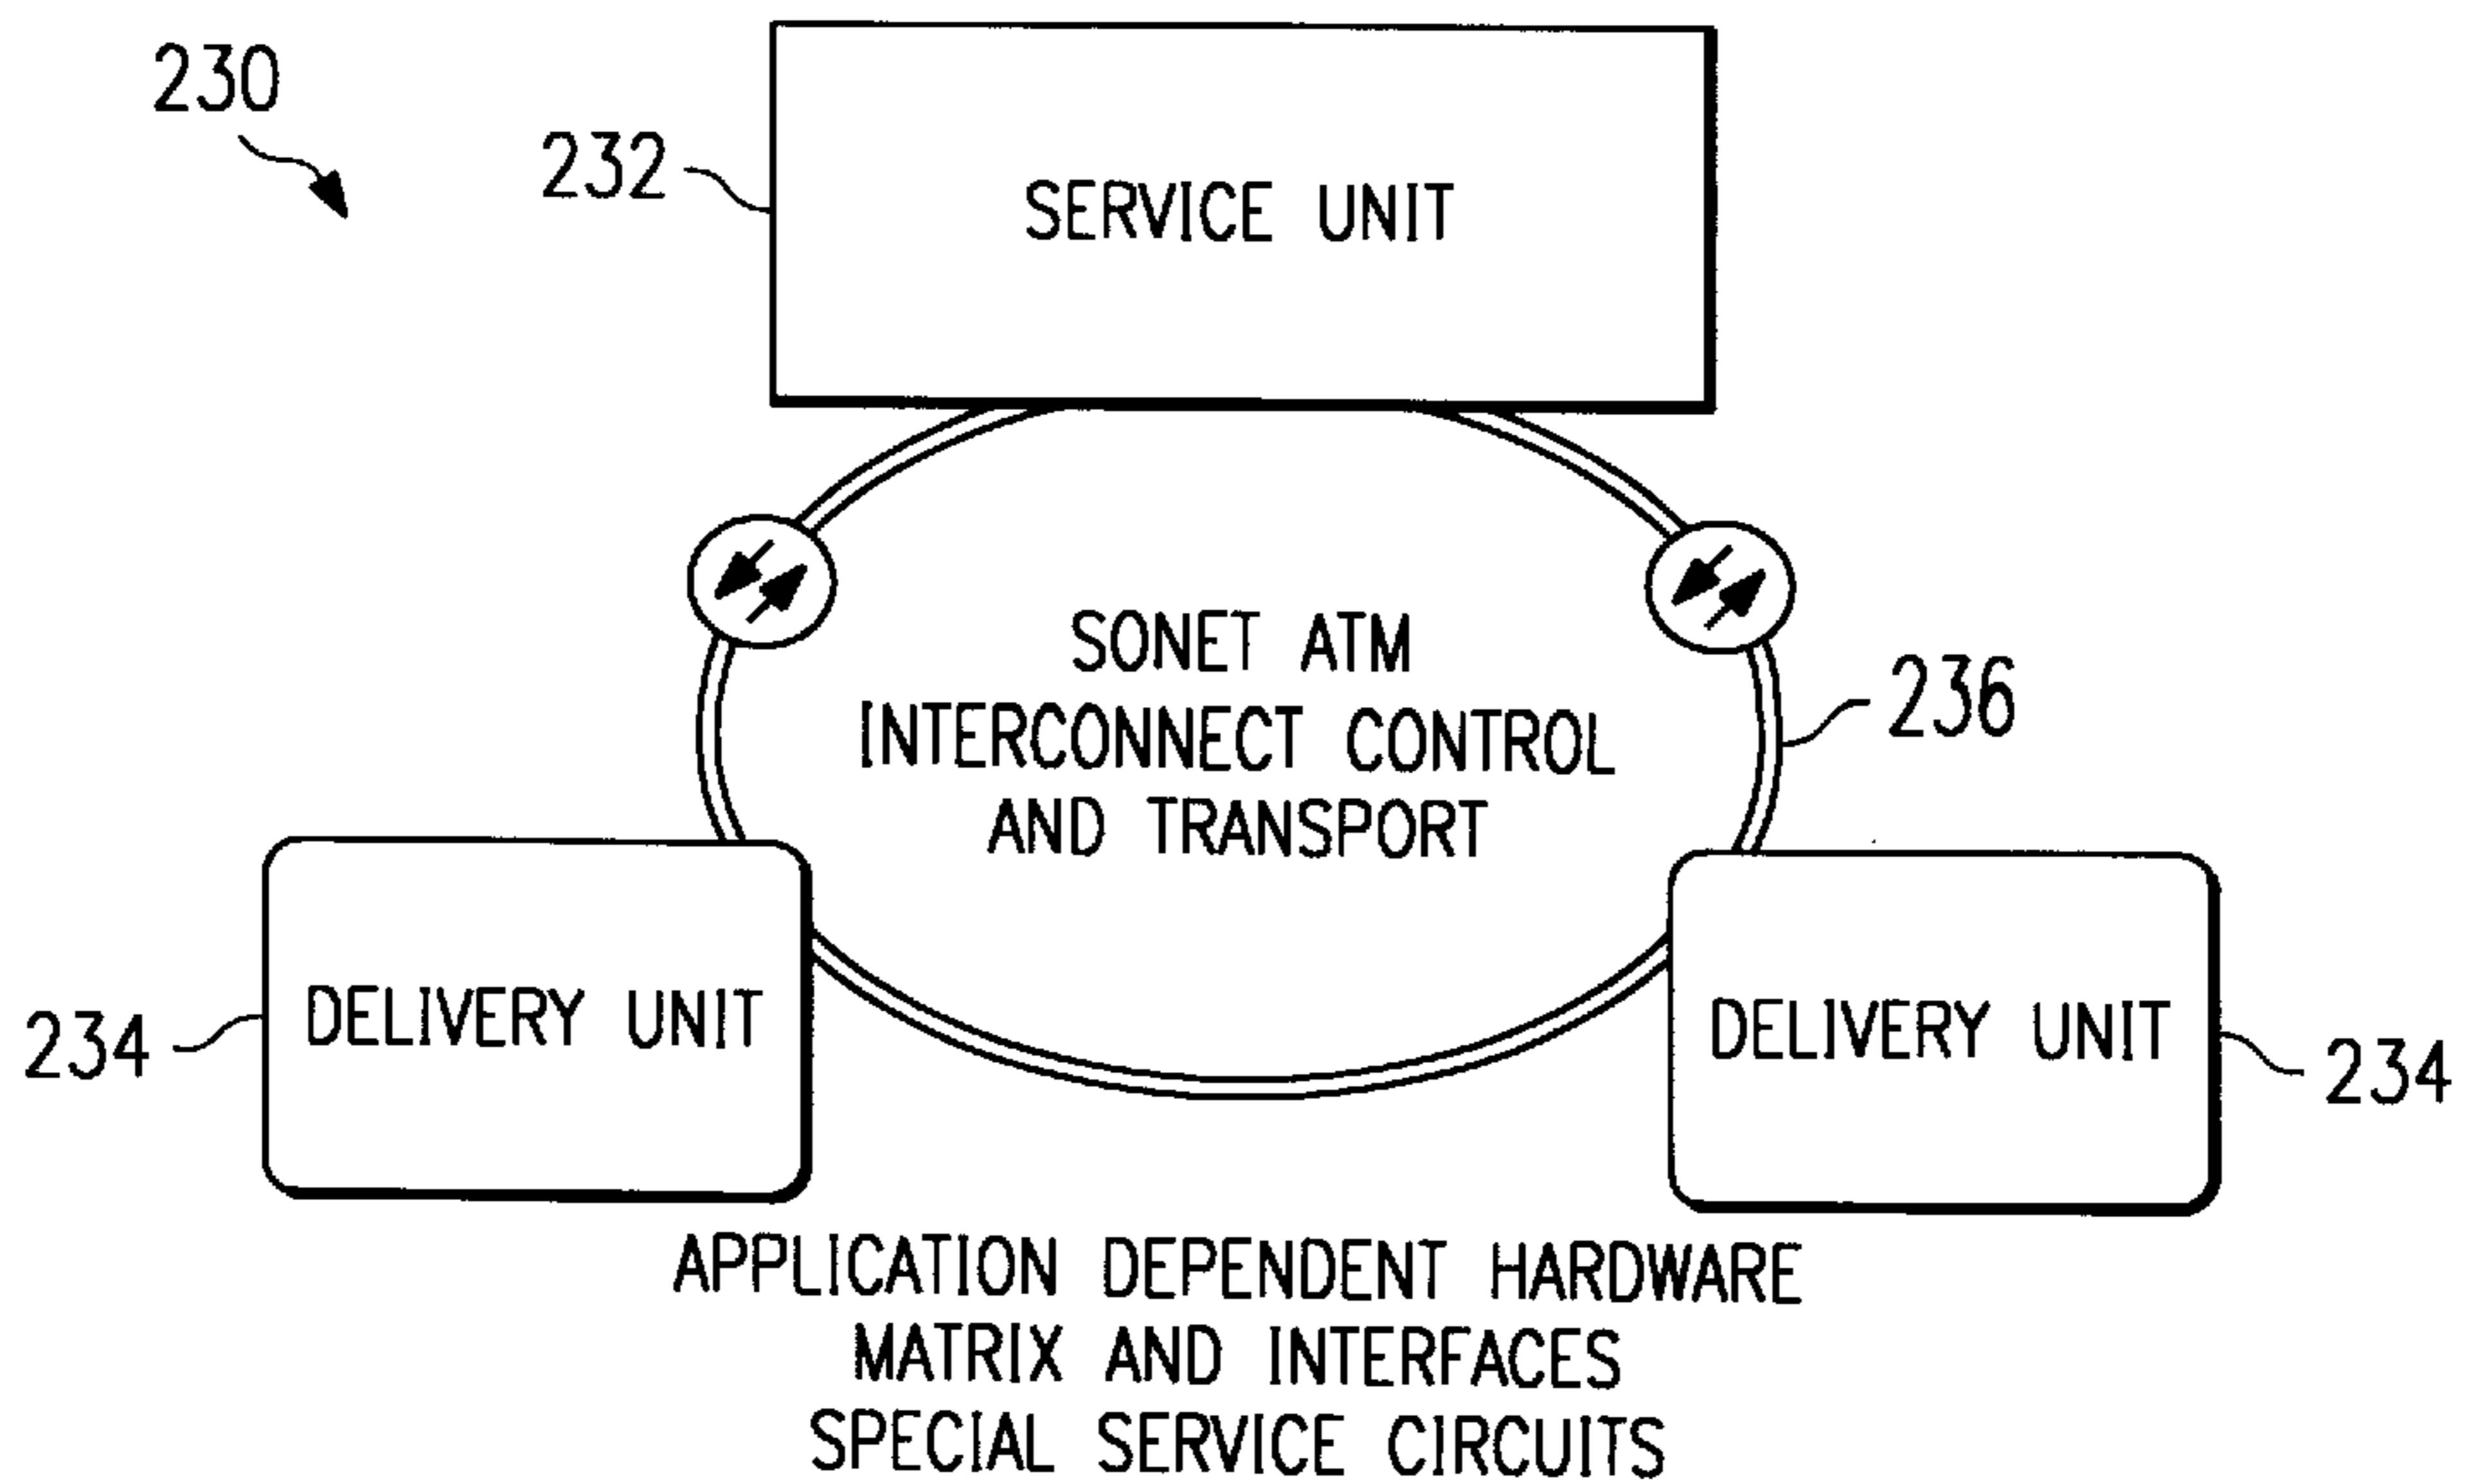 230
232
SERVICE UNIT
SONET ATM
INTERCONNECT CONTROL
AND TRANSPORT
236
234
DELIVERY UNIT
DELIVERY UNIT
234
APPLICATION DEPENDENT HARDWARE
MATRIX AND INTERFACES
SPECIAL SERVICE CIRCUITS